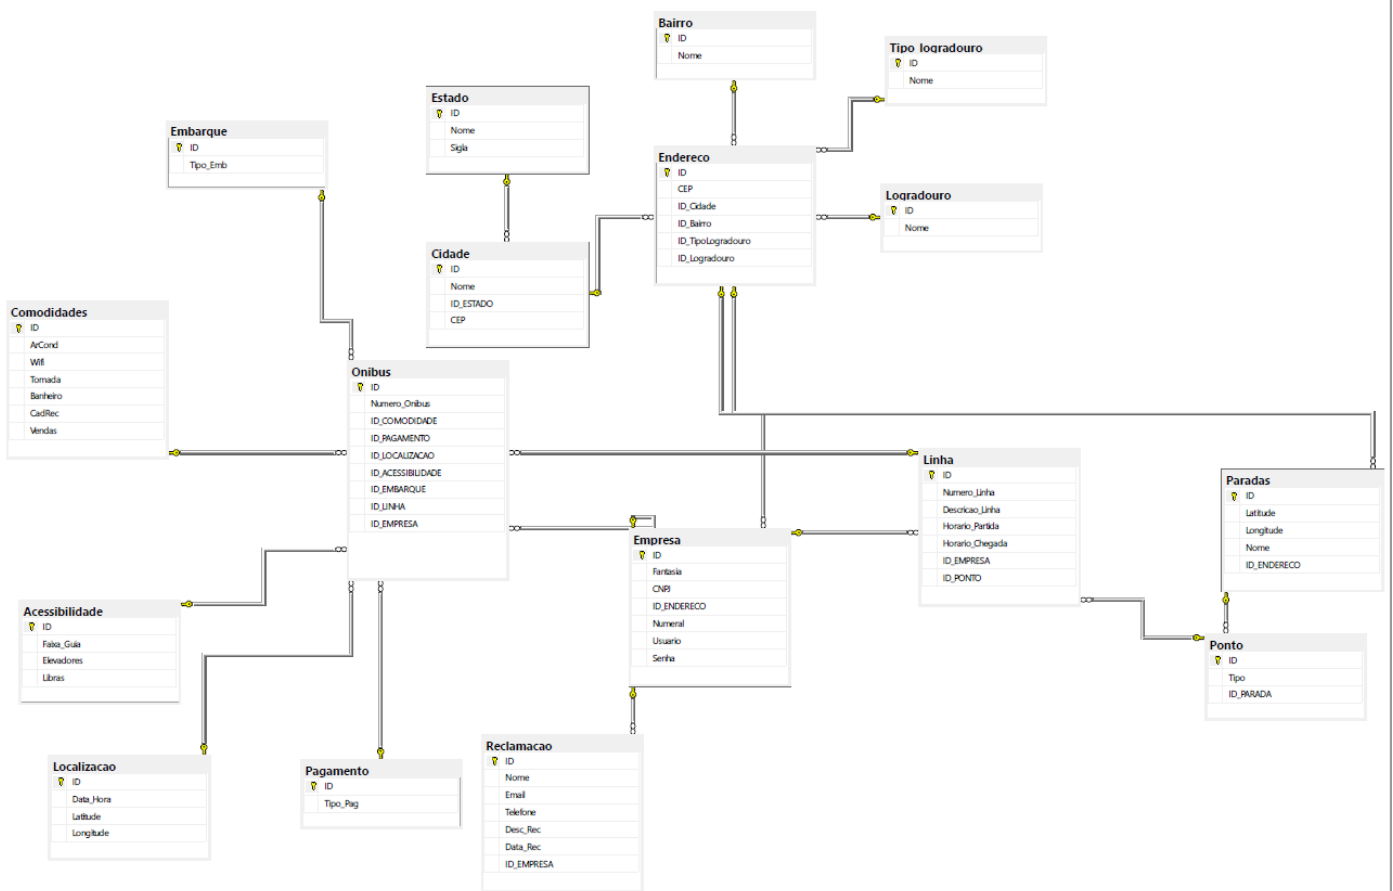 Bairro
ID
Nome
Tipo_logradouro
ID
Nome
Estado
ID
Nome
Sigla
Embarque
ID
Tipo_Emb
Endereco
ID
CEP
ID_Cidade
ID_Bairro
ID_TipoLogradouro
ID_Logradouro
Logradouro
ID
Nome
Cidade
ID
Nome
ID_ESTADO
CEP
Comodidades
ID
ArCond
Wifi
Tomada
Banheiro
CadRec
Vendas
Onibus
ID
Numero_Onibus
ID_COMODIDADE
ID_PAGAMENTO
ID_LOCALIZACAO
ID_ACESSIBILIDADE
ID_EMBARQUE
ID_LINHA
ID_EMPRESA
Linha
ID
Numero_Linha
Descricao_Linha
Horario_Partida
Horario_Chegada
ID_EMPRESA
ID_PONTO
Paradas
ID
Latitude
Longitude
Nome
ID_ENDERECO
Empresa
ID
Fantasia
CNPJ
ID_ENDERECO
Numeral
Usuario
Senha
Acessibilidade
ID
Faixa_Guia
Elevadores
Libras
Ponto
ID
Tipo
ID_PARADA
Localizacao
ID
Data_Hora
Latitude
Longitude
Pagamento
ID
Tipo_Pag
Reclamacao
ID
Nome
Email
Telefone
Desc_Rec
Data_Rec
ID_EMPRESA